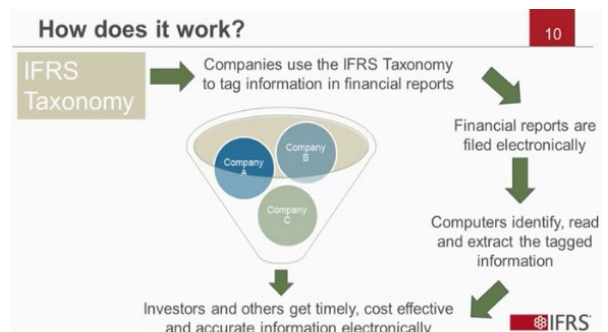 How does it work?
10
IFRS
Taxonomy
Companies use the IFRS Taxonomy
to tag information in financial reports
Financial reports are
filed electronically
Company
A
Company
B
Company
C
Computers identify, read
and extract the tagged
information
Investors and others get timely, cost effective
and accurate information electronically
IFRS®